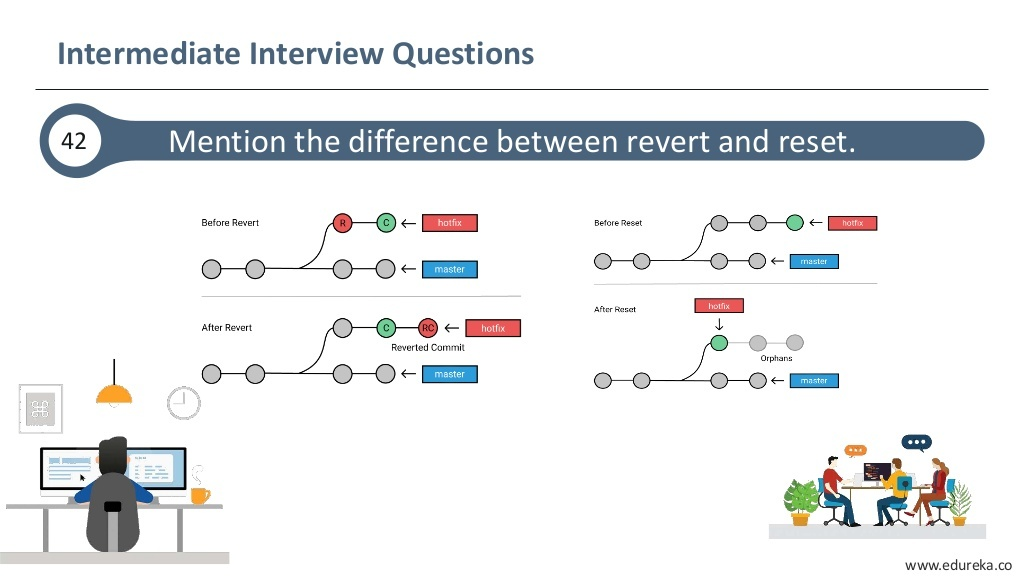 Intermediate Interview Questions
42
Mention the difference between revert and reset.
Before Revert
R
C
hotfix
master
After Revert
C
RC
hotfix
Reverted Commit
master
Before Reset
hotfix
master
After Reset
hotfix
Orphans
master
www.edureka.co